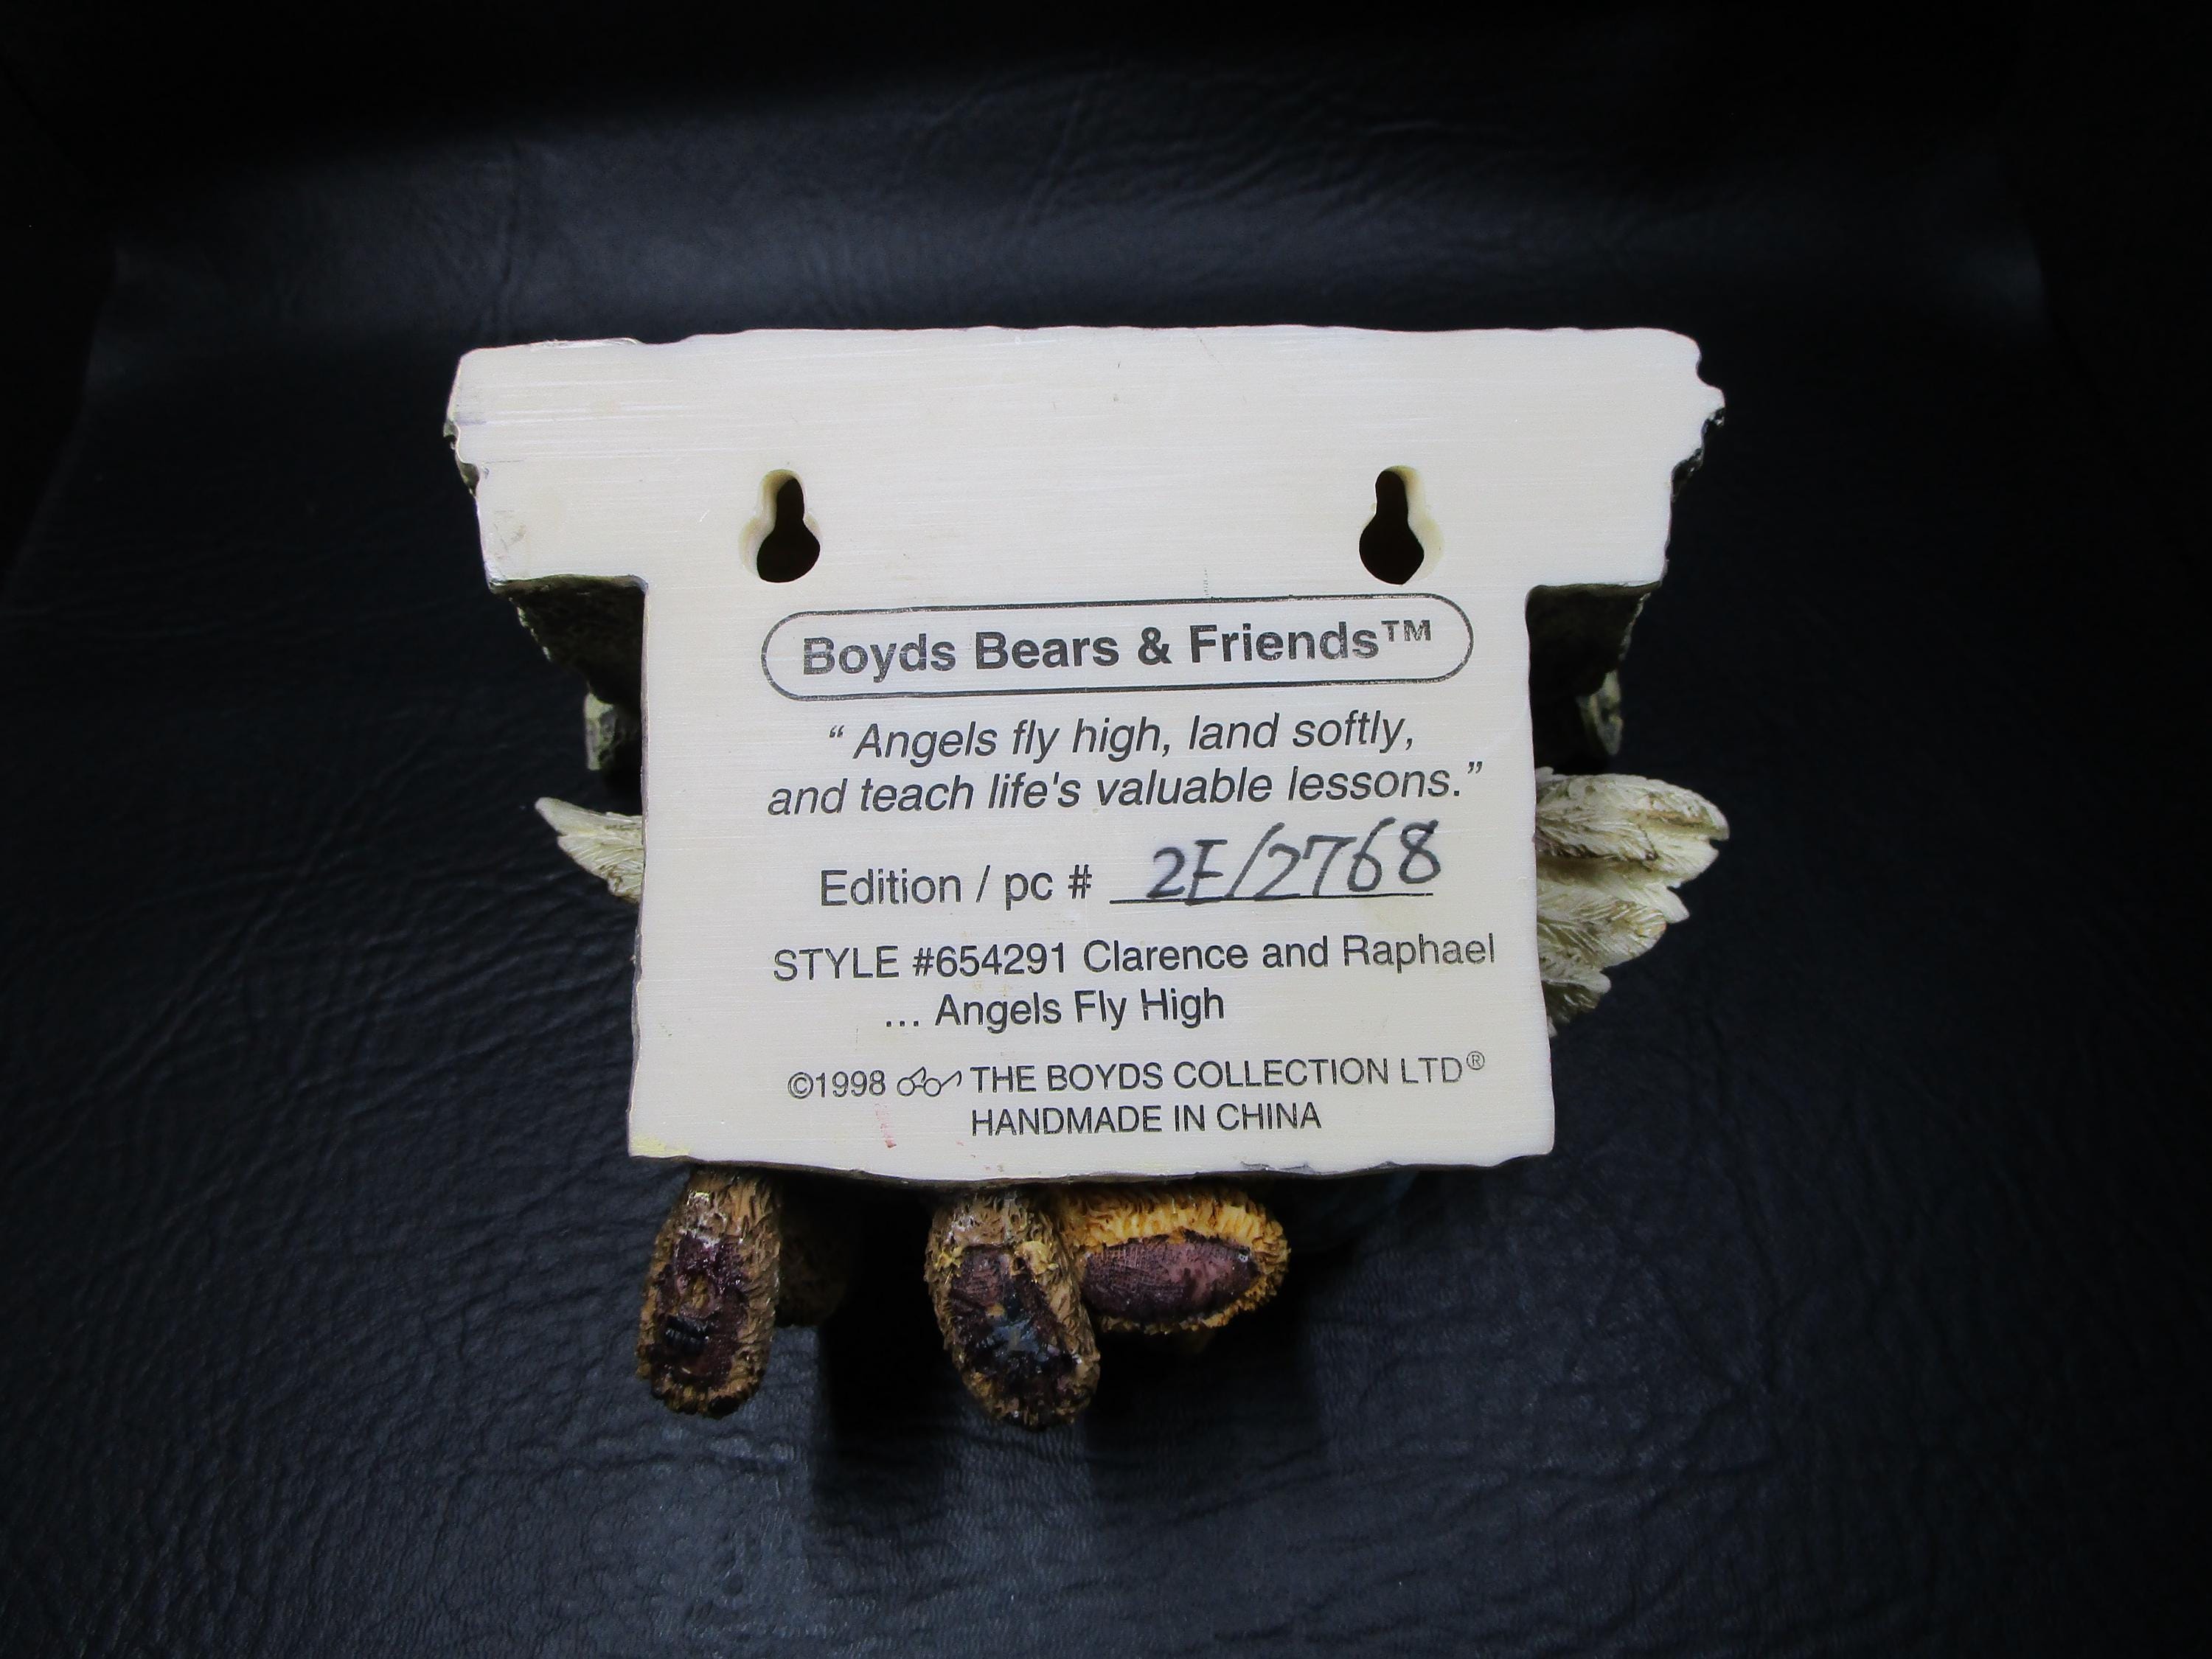 Boyds Bears & Friends™
“ Angels fly high, land softly,
and teach life's valuable lessons.”
Edition / pc # 2E/2768
STYLE #654291 Clarence and Raphael
... Angels Fly High
©1998 THE BOYDS COLLECTION LTD®
HANDMADE IN CHINA